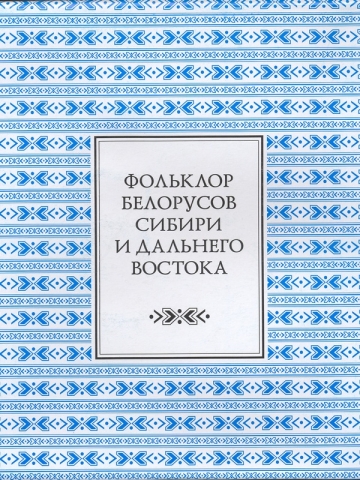 ФОЛЬКЛОР
БЕЛОРУСОВ
СИБИРИ
И ДАЛЬНЕГО
ВОСТОКА